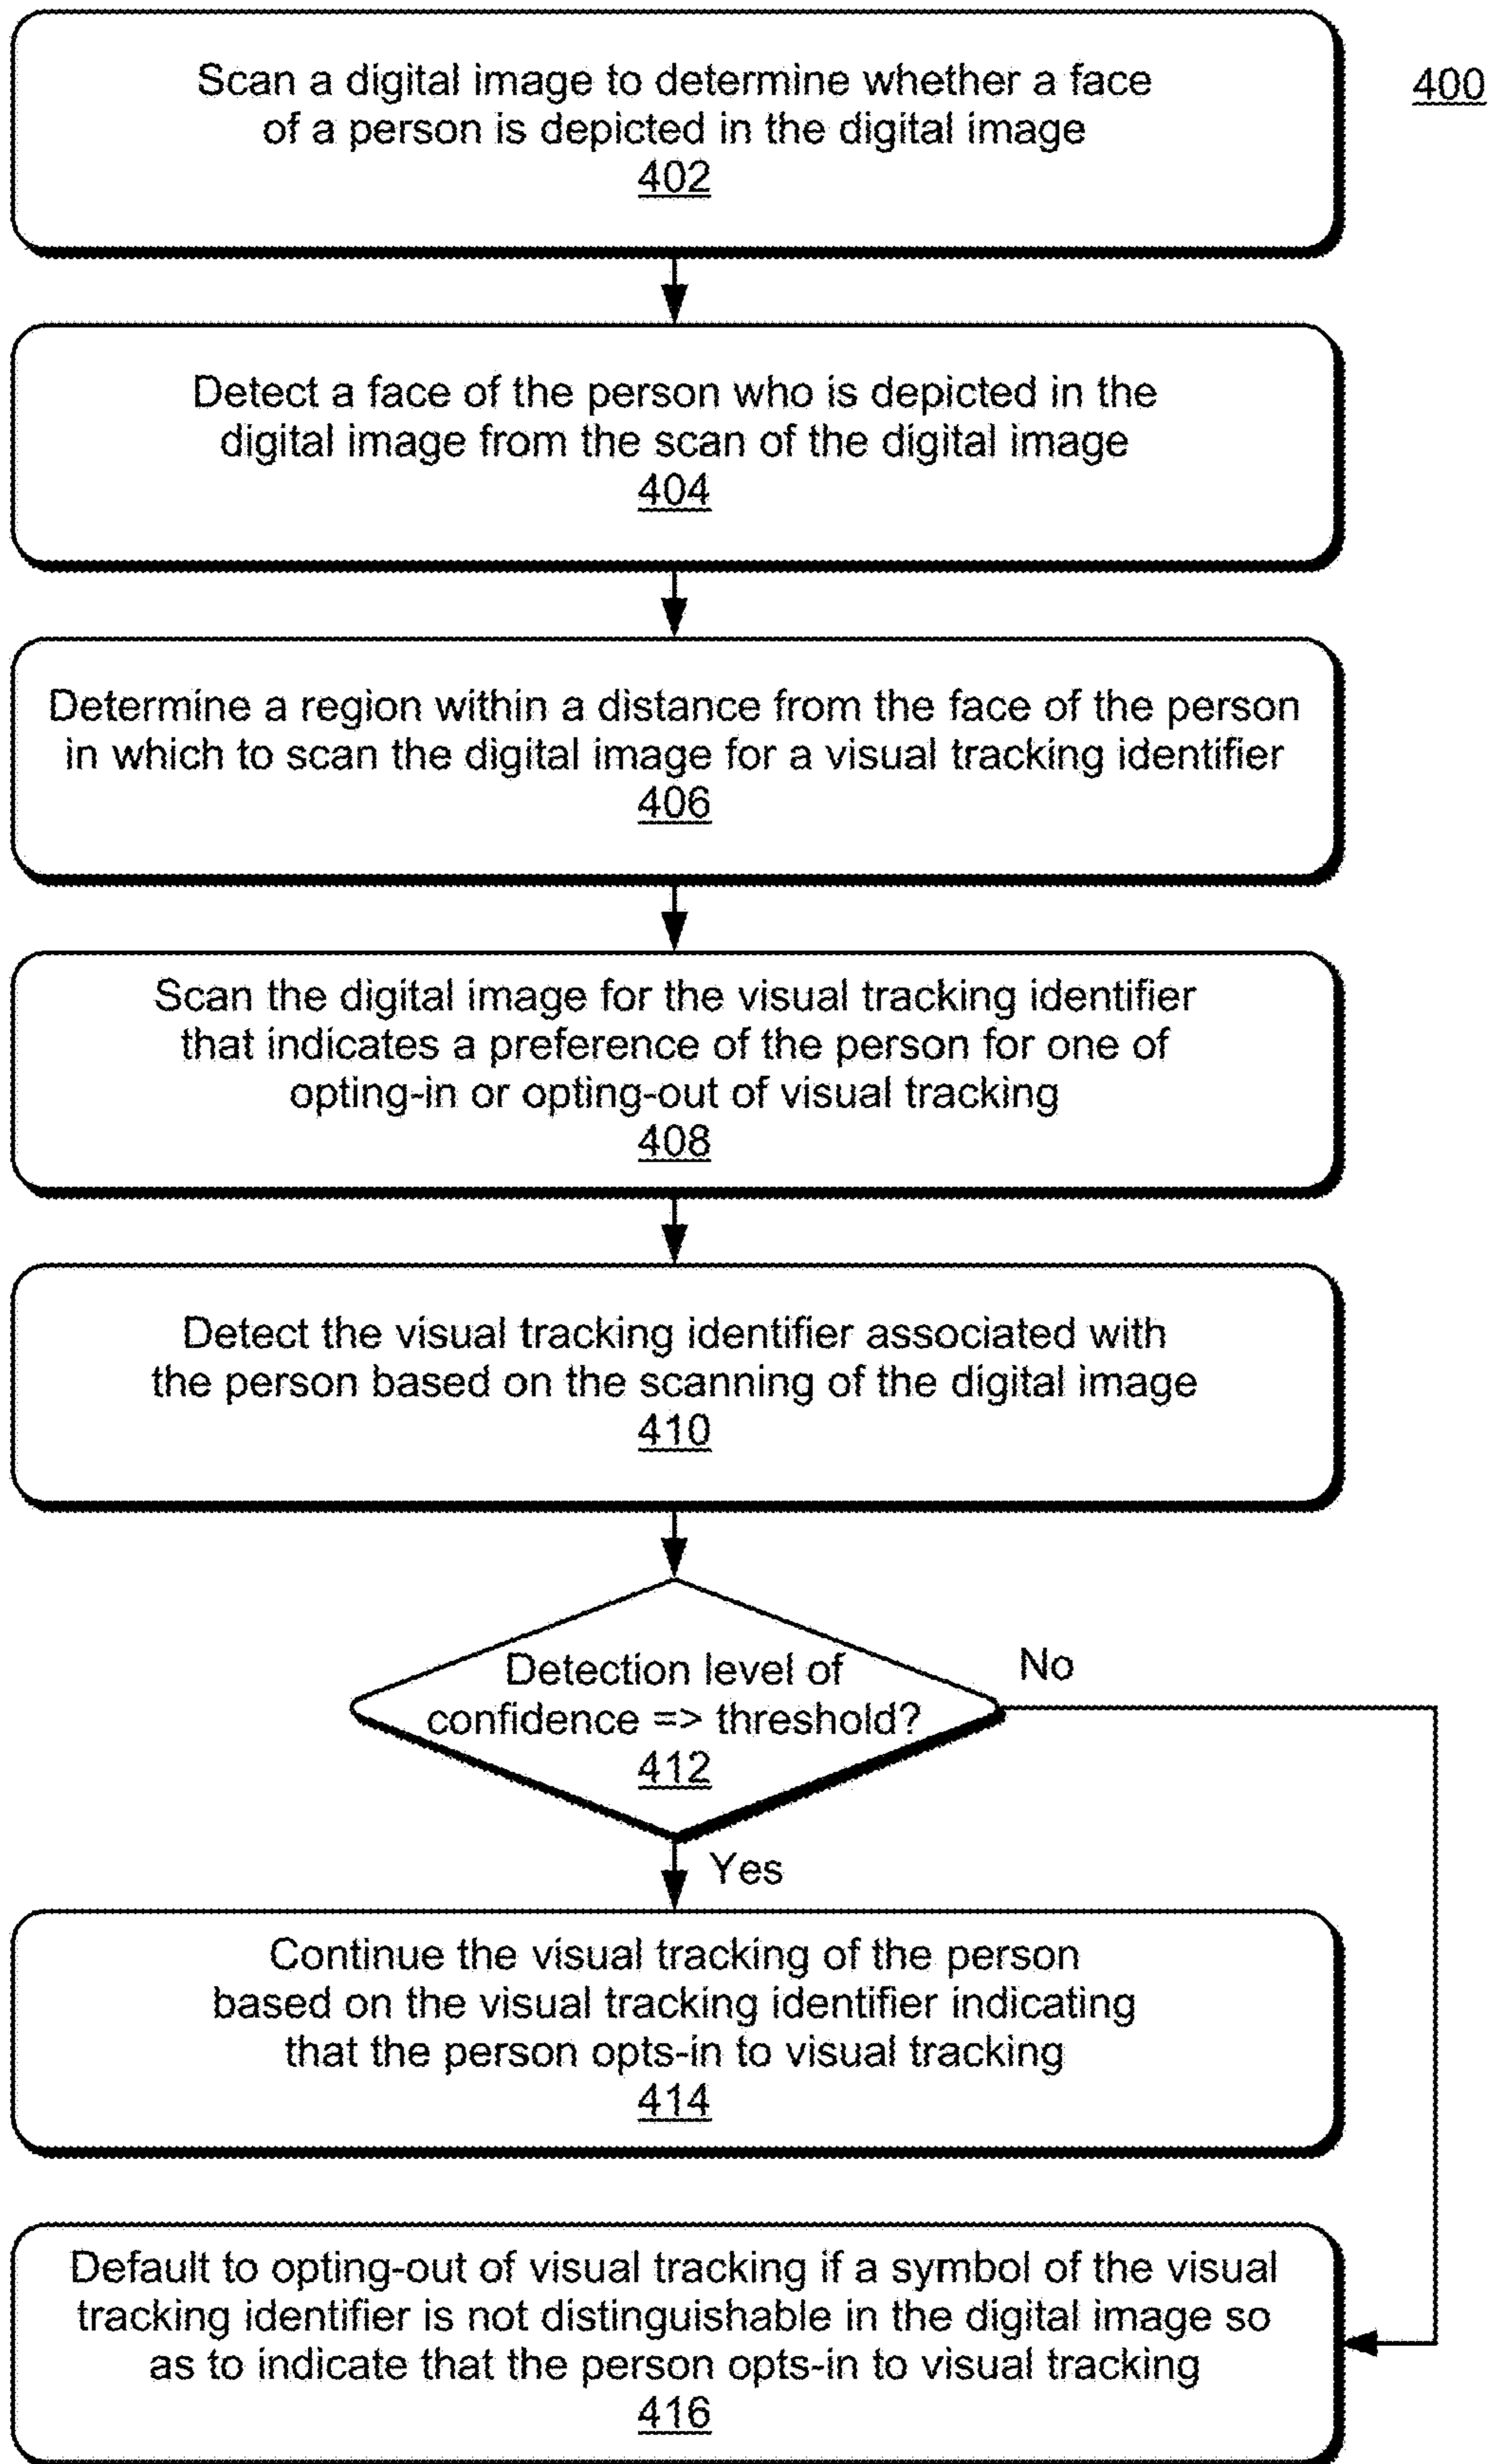 Scan a digital image to determine whether a face
of a person is depicted in the digital image
402
400
Detect a face of the person who is depicted in the
digital image from the scan of the digital image
404
Determine a region within a distance from the face of the person
in which to scan the digital image for a visual tracking identifier
406
Scan the digital image for the visual tracking identifier
that indicates a preference of the person for one of
opting-in or opting-out of visual tracking
408
Detect the visual tracking identifier associated with
the person based on the scanning of the digital image
410
Detection level of
confidence => threshold?
412
No
Yes
Continue the visual tracking of the person
based on the visual tracking identifier indicating
that the person opts-in to visual tracking
414
Default to opting-out of visual tracking if a symbol of the visual
tracking identifier is not distinguishable in the digital image so
as to indicate that the person opts-in to visual tracking
416